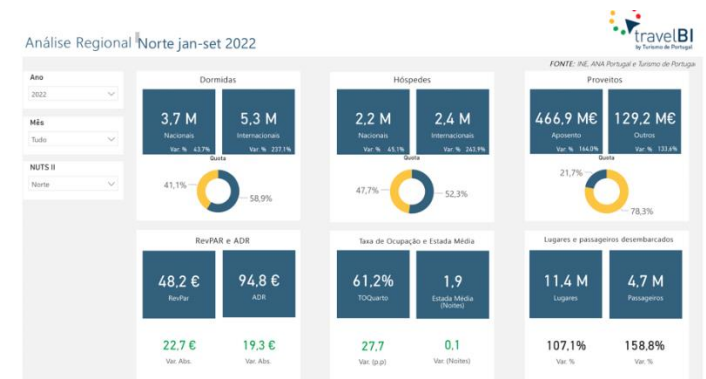 Análise Regional Norte jan-set 2022
travelBI
by Turismo de Portugal
FONTE: INE, ANA Portugal e Turismo de Portuga
Ano
2022
Mês
Tudo
NUTS II
Norte
Dormidas
3,7 M
Nacionais
Var. % 43,7%
5,3 M
Internacionais
Var. % 237,1%
Quota
41,1%
58,9%
Hóspedes
2,2 M
Nacionais
Var. % 45,1%
2,4 M
Internacionais
Var. % 263,9%
Quota
47,7%
52,3%
Proveitos
466,9 M€
Aposento
Var. % 164,0%
129,2 M€
Outros
Var. % 133,6%
Quota
21,7%
78,3%
RevPAR e ADR
48,2 €
RevPar
94,8 €
ADR
22,7 €
Var. Abs.
19,3 €
Var. Abs.
Taxa de Ocupação e Estada Média
61,2%
TOQuarto
1,9
Estada Média
(Noites)
27,7
Var. (p.p)
0,1
Var. (Noites)
Lugares e passageiros desembarcados
11,4 M
Lugares
4,7 M
Passageiros
107,1%
Var. %
158,8%
Var. %